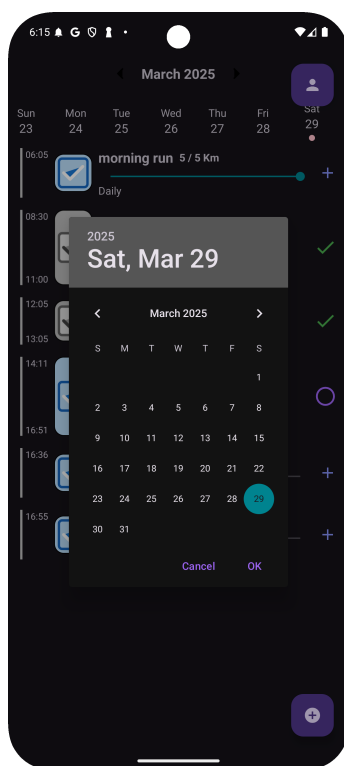 6:15 G
March 2025
Sun Mon Tue Wed Thu Fri Sat
23 24 25 26 27 28 29
06:05 morning run 5 / 5 Km
Daily
08:30
11:00
12:05
13:05
14:11
16:51
16:36
16:55
2025
Sat, Mar 29
March 2025
S M T W T F S
1
2 3 4 5 6 7 8
9 10 11 12 13 14 15
16 17 18 19 20 21 22
23 24 25 26 27 28 29
30 31
Cancel OK